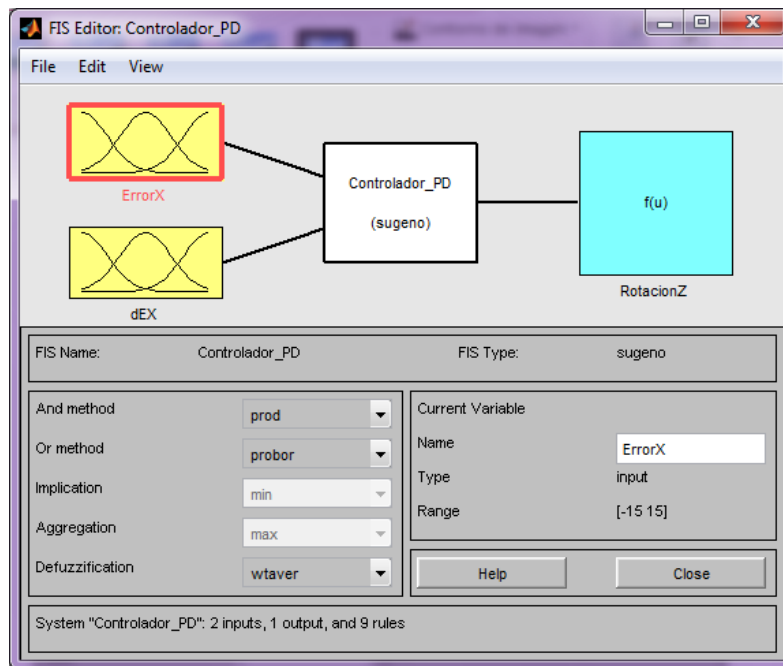 FIS Editor: Controlador_PD
File Edit View
ErrorX
dEX
Controlador_PD
(sugeno)
f(u)
RotacionZ
FIS Name: Controlador_PD FIS Type: sugeno
And method prod
Or method probor
Implication min
Aggregation max
Defuzzification wtaver
Current Variable
Name ErrorX
Type input
Range [-15 15]
Help Close
System "Controlador_PD": 2 inputs, 1 output, and 9 rules